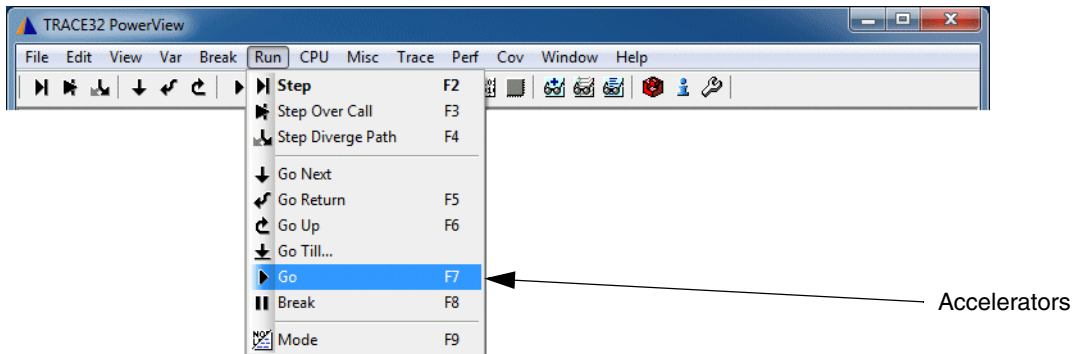 TRACE32 PowerView
File Edit View Var Break Run CPU Misc Trace Perf Cov Window Help
Step F2
Step Over Call F3
Step Diverge Path F4
Go Next
Go Return F5
Go Up F6
Go Till...
Go F7
Break F8
Mode F9
Accelerators